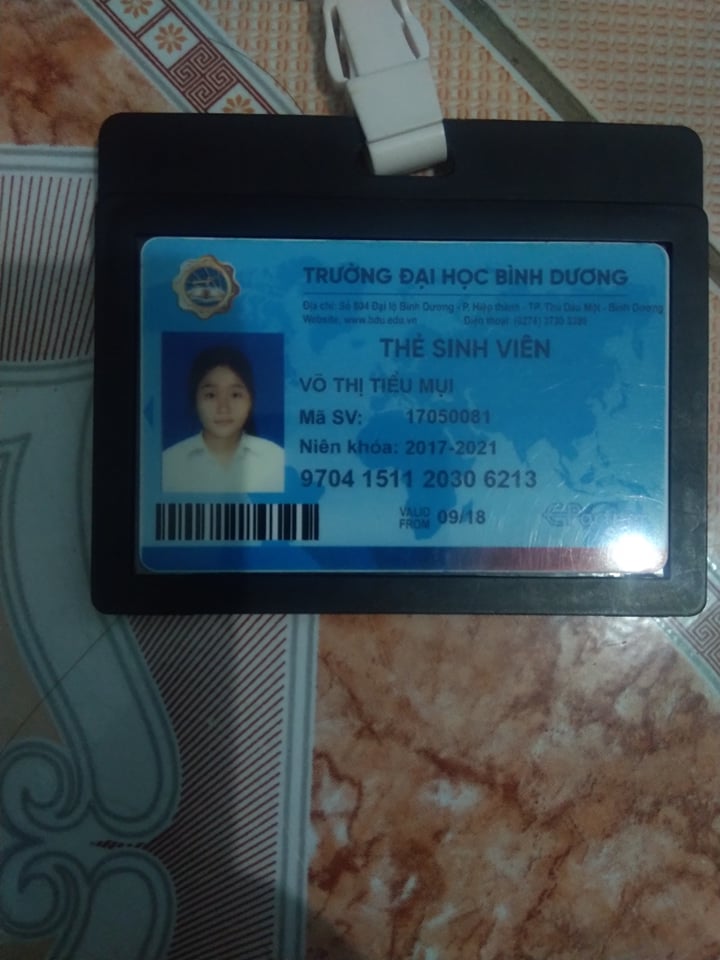 TRƯỜNG ĐẠI HỌC BÌNH DƯƠNG
Địa chỉ: Số 504 Đại lộ Bình Dương - P. Hiệp thành - TP. Thủ Dầu Một - Bình Dương
Website: www.bdu.edu.vn Điện thoại: (0274) 3730
THẺ SINH VIÊN
VÕ THỊ TIỂU MỤI
Mã SV: 17050081
Niên khóa: 2017-2021
9704 1511 2030 6213
VALID FROM 09/18